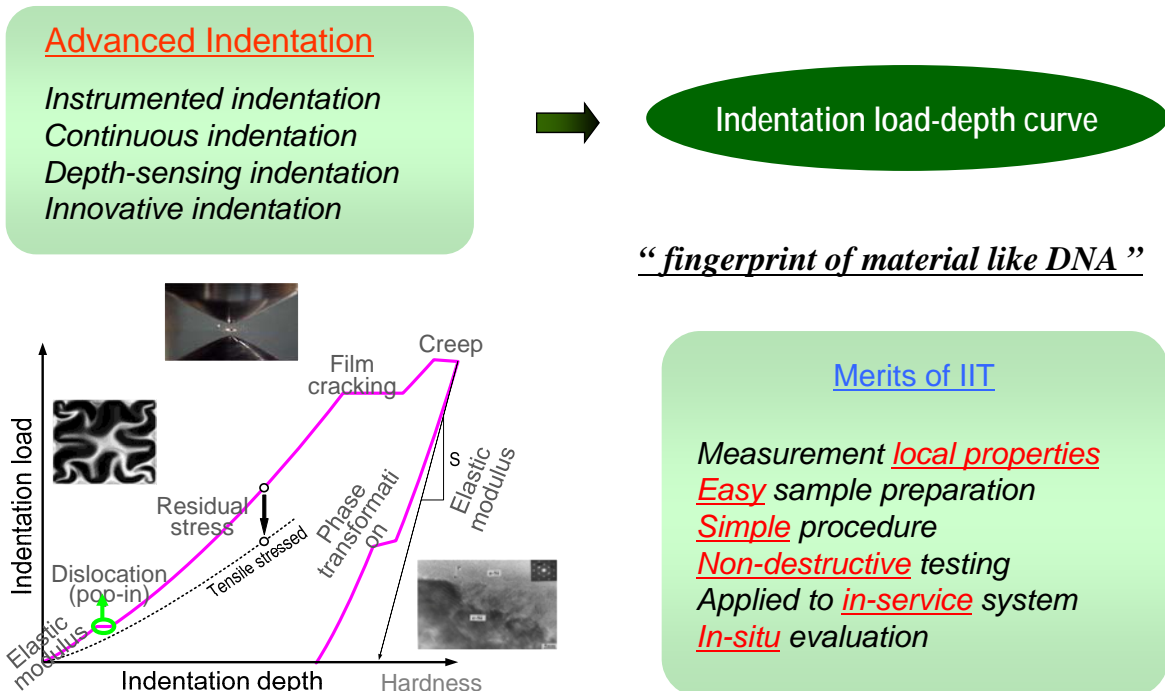 Advanced Indentation
Instrumented indentation
Continuous indentation
Depth-sensing indentation
Innovative indentation
Indentation load-depth curve
“ fingerprint of material like DNA ”
Indentation load
Indentation depth
Elastic
modulus
Dislocation
(pop-in)
Residual
stress
Tensile stressed
Film
cracking
Creep
Phase
transformati
on
S
Elastic
modulus
Hardness
Merits of IIT
Measurement local properties
Easy sample preparation
Simple procedure
Non-destructive testing
Applied to in-service system
In-situ evaluation